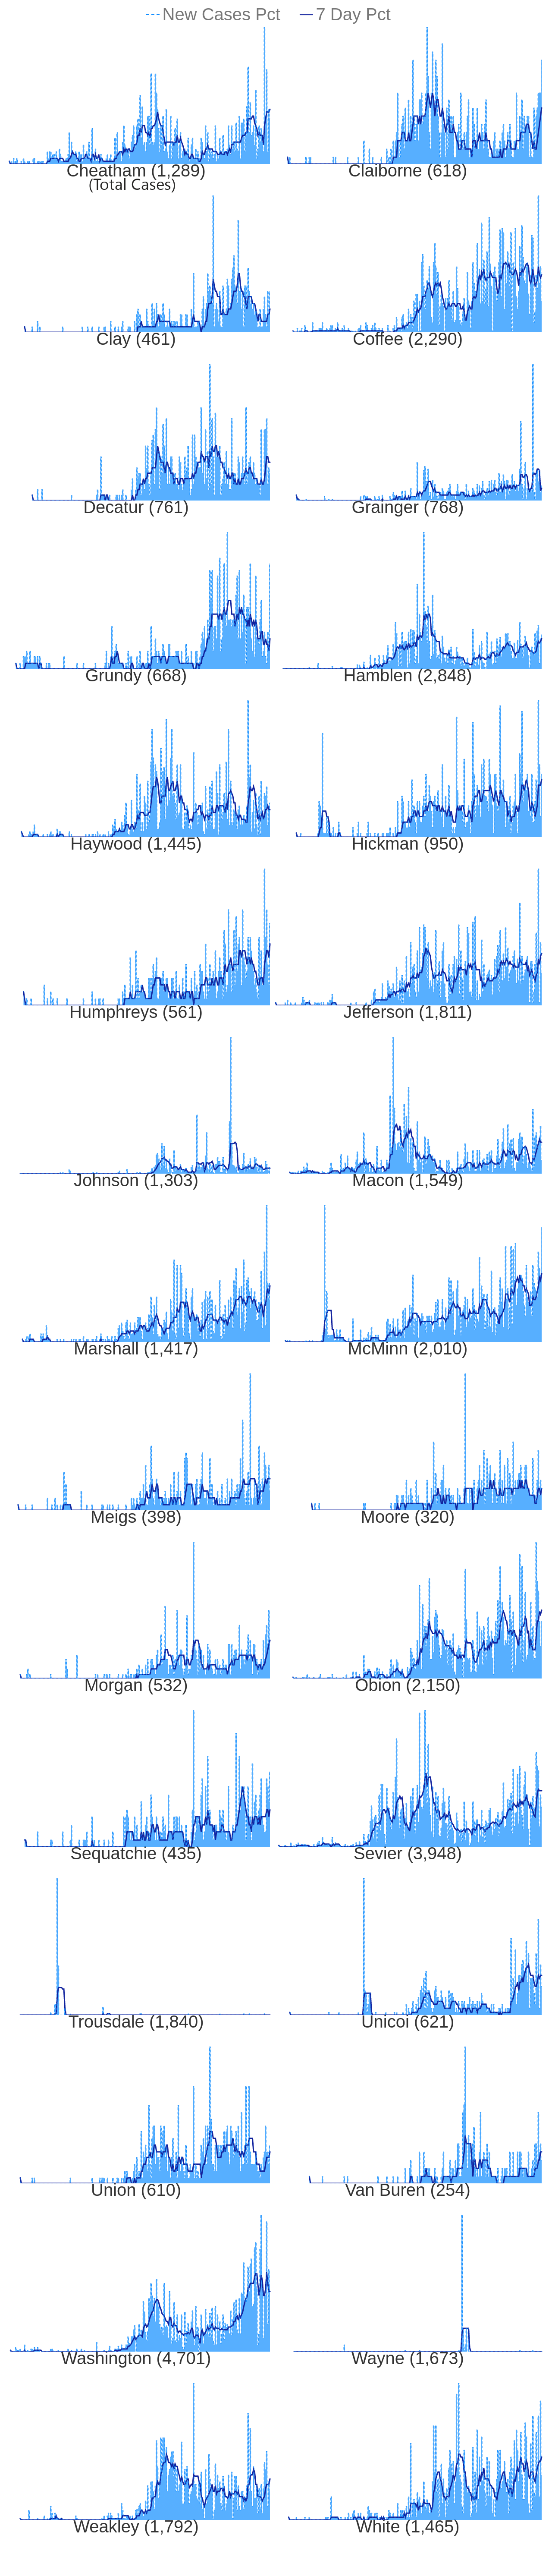 New Cases Pct 7 Day Pct
Cheatham (1,289) Claiborne (618)
(Total Cases)
Clay (461) Coffee (2,290)
Decatur (761) Grainger (768)
Grundy (668) Hamblen (2,848)
Haywood (1,445) Hickman (950)
Humphreys (561) Jefferson (1,811)
Johnson (1,303) Macon (1,549)
Marshall (1,417) McMinn (2,010)
Meigs (398) Moore (320)
Morgan (532) Obion (2,150)
Sequatchie (435) Sevier (3,948)
Trousdale (1,840) Unicoi (621)
Union (610) Van Buren (254)
Washington (4,701) Wayne (1,673)
Weakley (1,792) White (1,465)